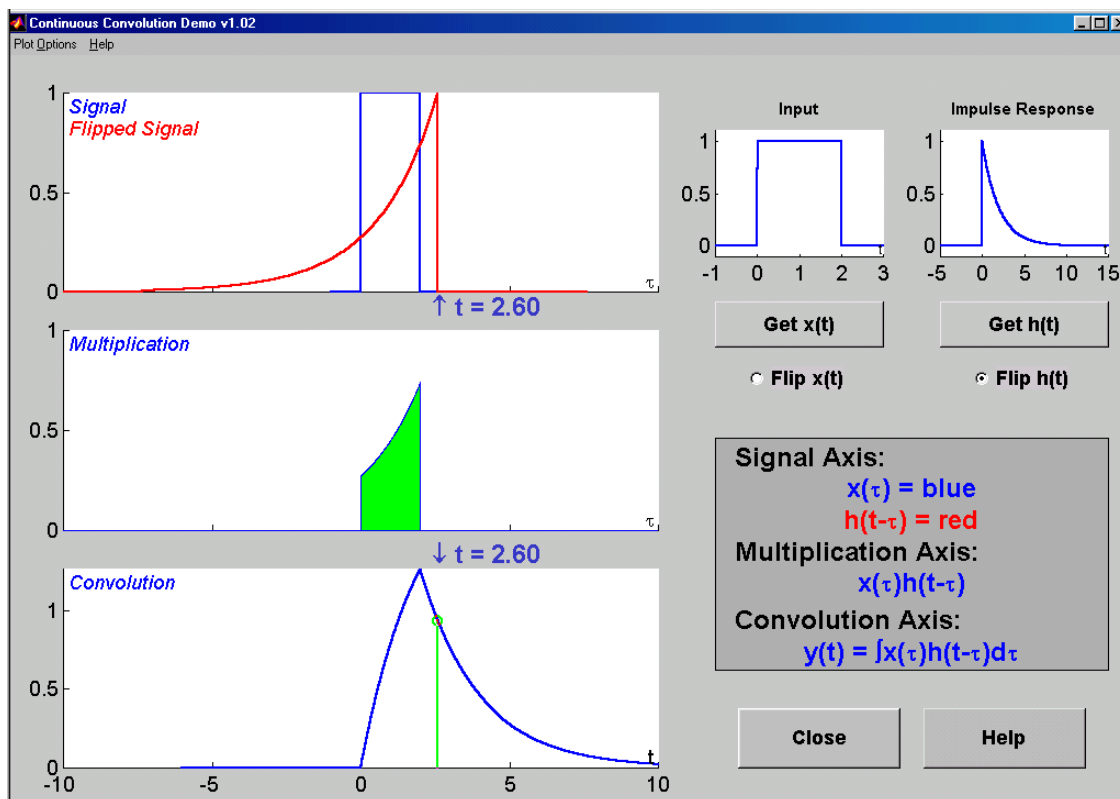 Continuous Convolution Demo v1.02
Plot Options Help
Signal
Flipped Signal
1
0.5
0
τ
↑ t = 2.60
Multiplication
1
0.5
0
τ
↓ t = 2.60
Convolution
1
0.5
0
t
-10 -5 0 5 10
Input
1
0.5
0
t
-1 0 1 2 3
Impulse Response
1
0.5
0
t
-5 0 5 10 15
Get x(t)
Get h(t)
Flip x(t)
Flip h(t)
Signal Axis:
x(τ) = blue
h(t-τ) = red
Multiplication Axis:
x(τ)h(t-τ)
Convolution Axis:
y(t) = ∫x(τ)h(t-τ)dτ
Close
Help